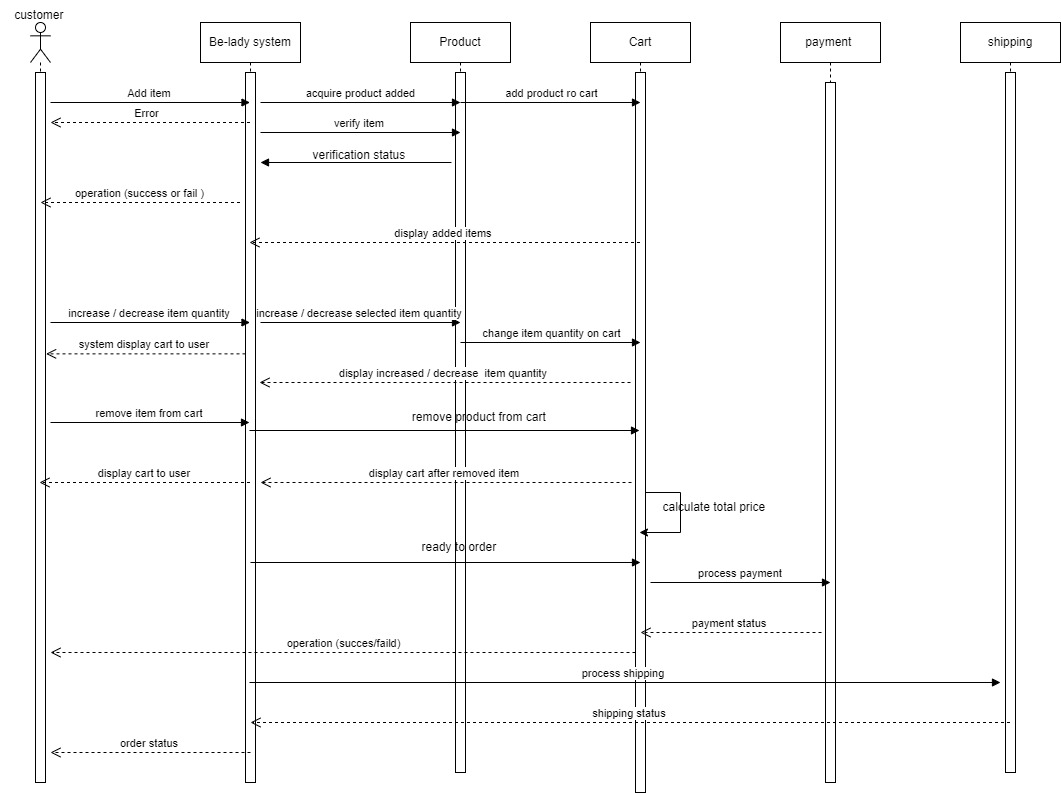 customer
Be-lady system
Product
Cart
payment
shipping
Add item
acquire product added
add product ro cart
Error
verify item
verification status
operation (success or fail )
display added items
increase / decrease item quantity
increase / decrease selected item quantity
change item quantity on cart
system display cart to user
display increased / decrease item quantity
remove item from cart
remove product from cart
display cart to user
display cart after removed item
calculate total price
ready to order
process payment
payment status
operation (succes/faild)
process shipping
shipping status
order status